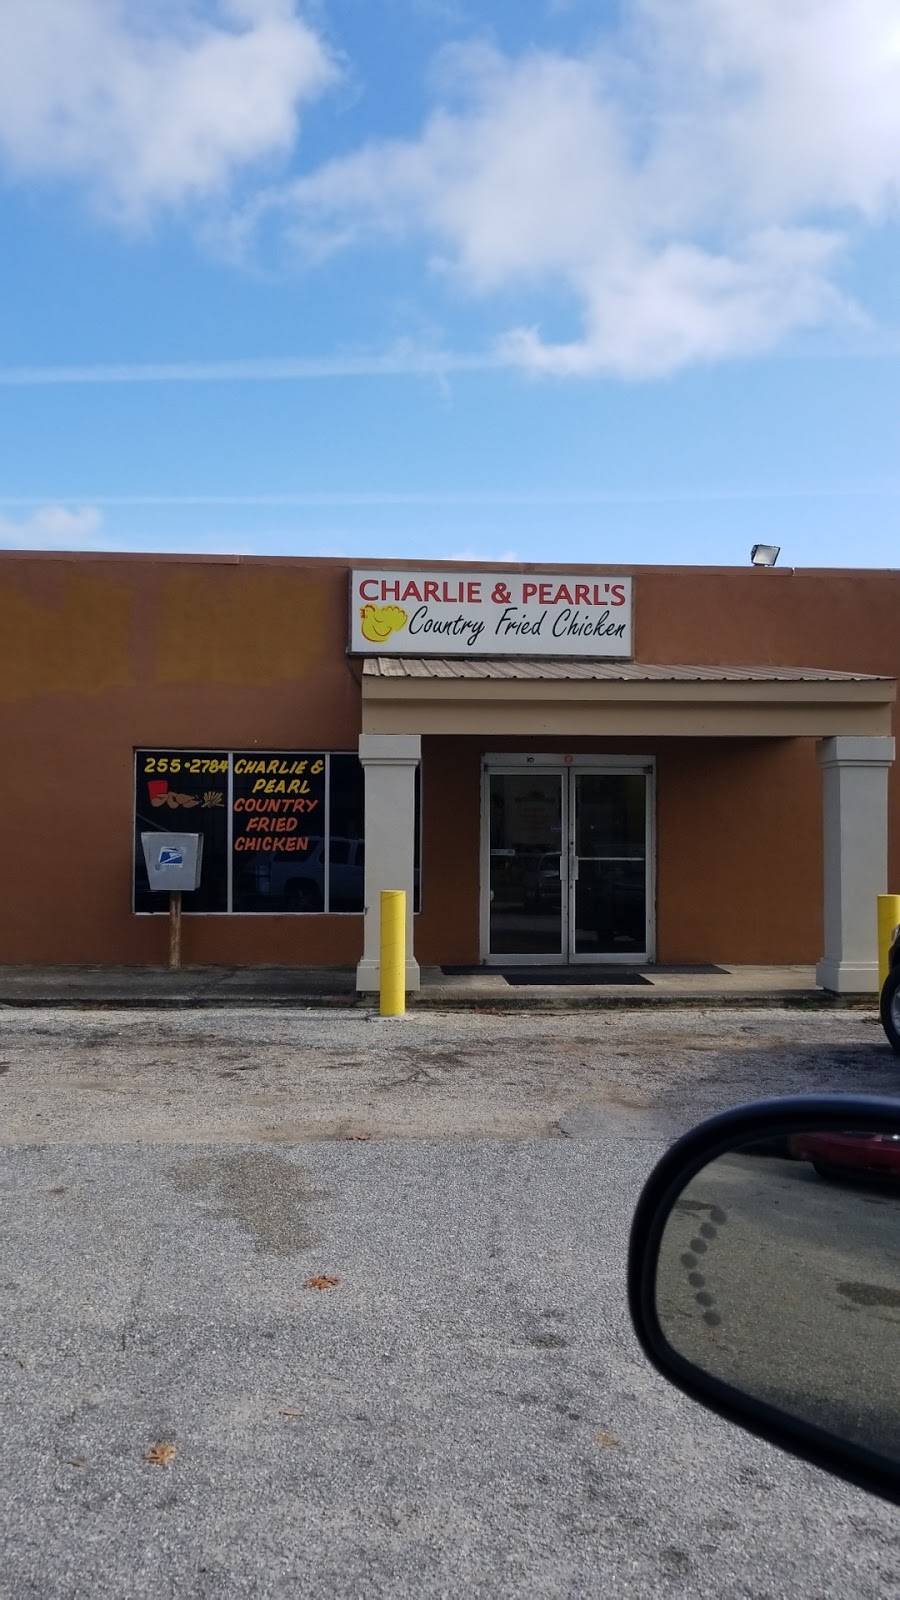 CHARLIE & PEARL'S
Country Fried Chicken
255•2784
CHARLIE &
PEARL
COUNTRY
FRIED
CHICKEN